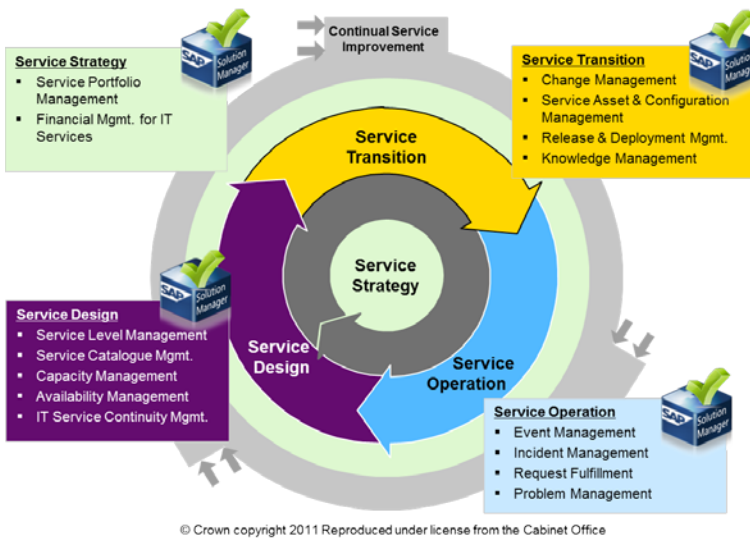 Continual Service
Improvement
Service Strategy
▪ Service Portfolio
Management
▪ Financial Mgmt. for IT
Services
SAP
Solution
Manager
Service Transition
▪ Change Management
▪ Service Asset & Configuration
Management
▪ Release & Deployment Mgmt.
▪ Knowledge Management
SAP
Solution
Manager
Service
Transition
Service
Strategy
Service
Design
Service
Operation
Service Design
▪ Service Level Management
▪ Service Catalogue Mgmt.
▪ Capacity Management
▪ Availability Management
▪ IT Service Continuity Mgmt.
SAP
Solution
Manager
Service Operation
▪ Event Management
▪ Incident Management
▪ Request Fulfillment
▪ Problem Management
SAP
Solution
Manager
© Crown copyright 2011 Reproduced under license from the Cabinet Office